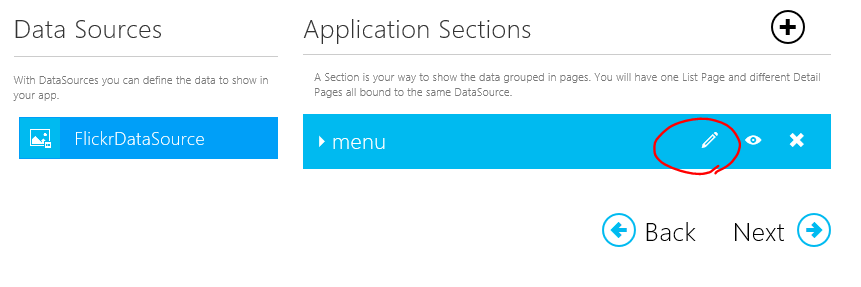 Data Sources
With DataSources you can define the data to show in
your app.
FlickrDataSource
Application Sections
A Section is your way to show the data grouped in pages. You will have one List Page and different Detail
Pages all bound to the same DataSource.
menu
Back
Next